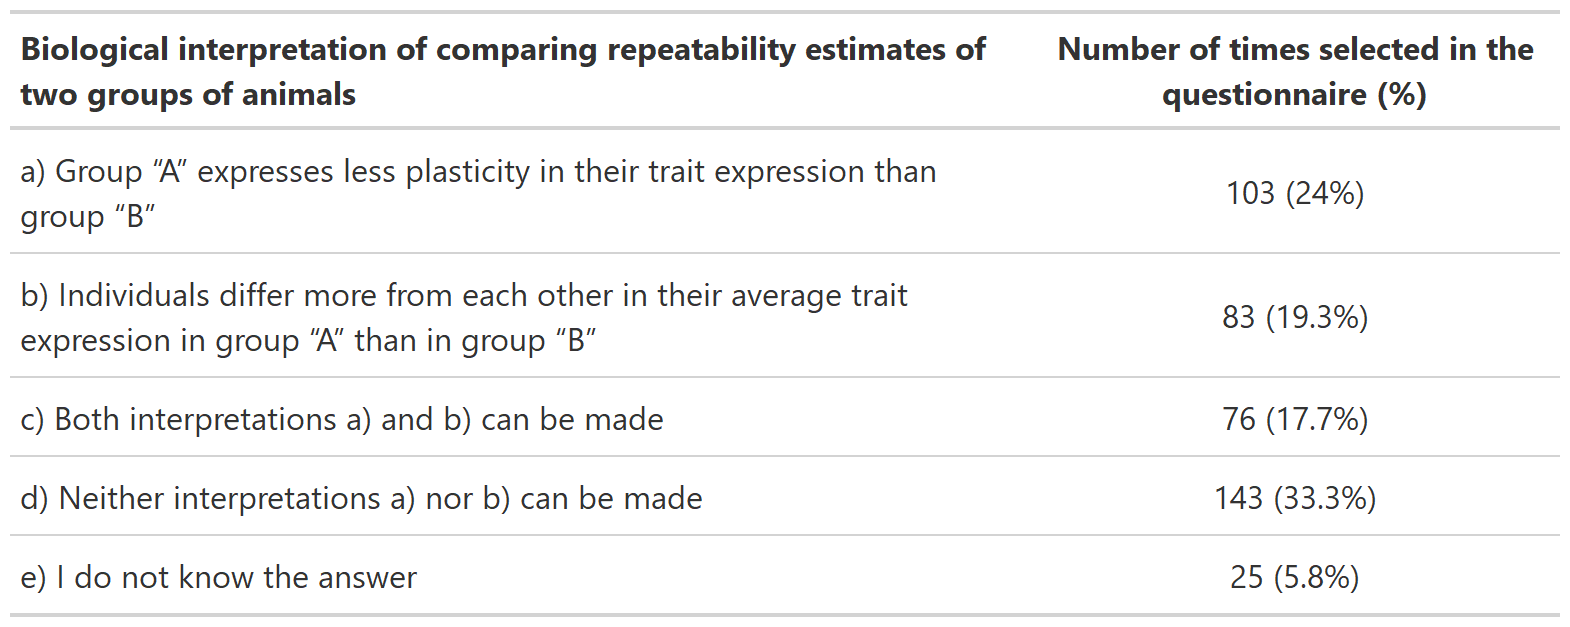 Biological interpretation of comparing repeatability estimates of
two groups of animals
Number of times selected in the
questionnaire (%)
a) Group “A” expresses less plasticity in their trait expression than
group “B”
103 (24%)
b) Individuals differ more from each other in their average trait
expression in group “A” than in group “B”
83 (19.3%)
c) Both interpretations a) and b) can be made
76 (17.7%)
d) Neither interpretations a) nor b) can be made
143 (33.3%)
e) I do not know the answer
25 (5.8%)